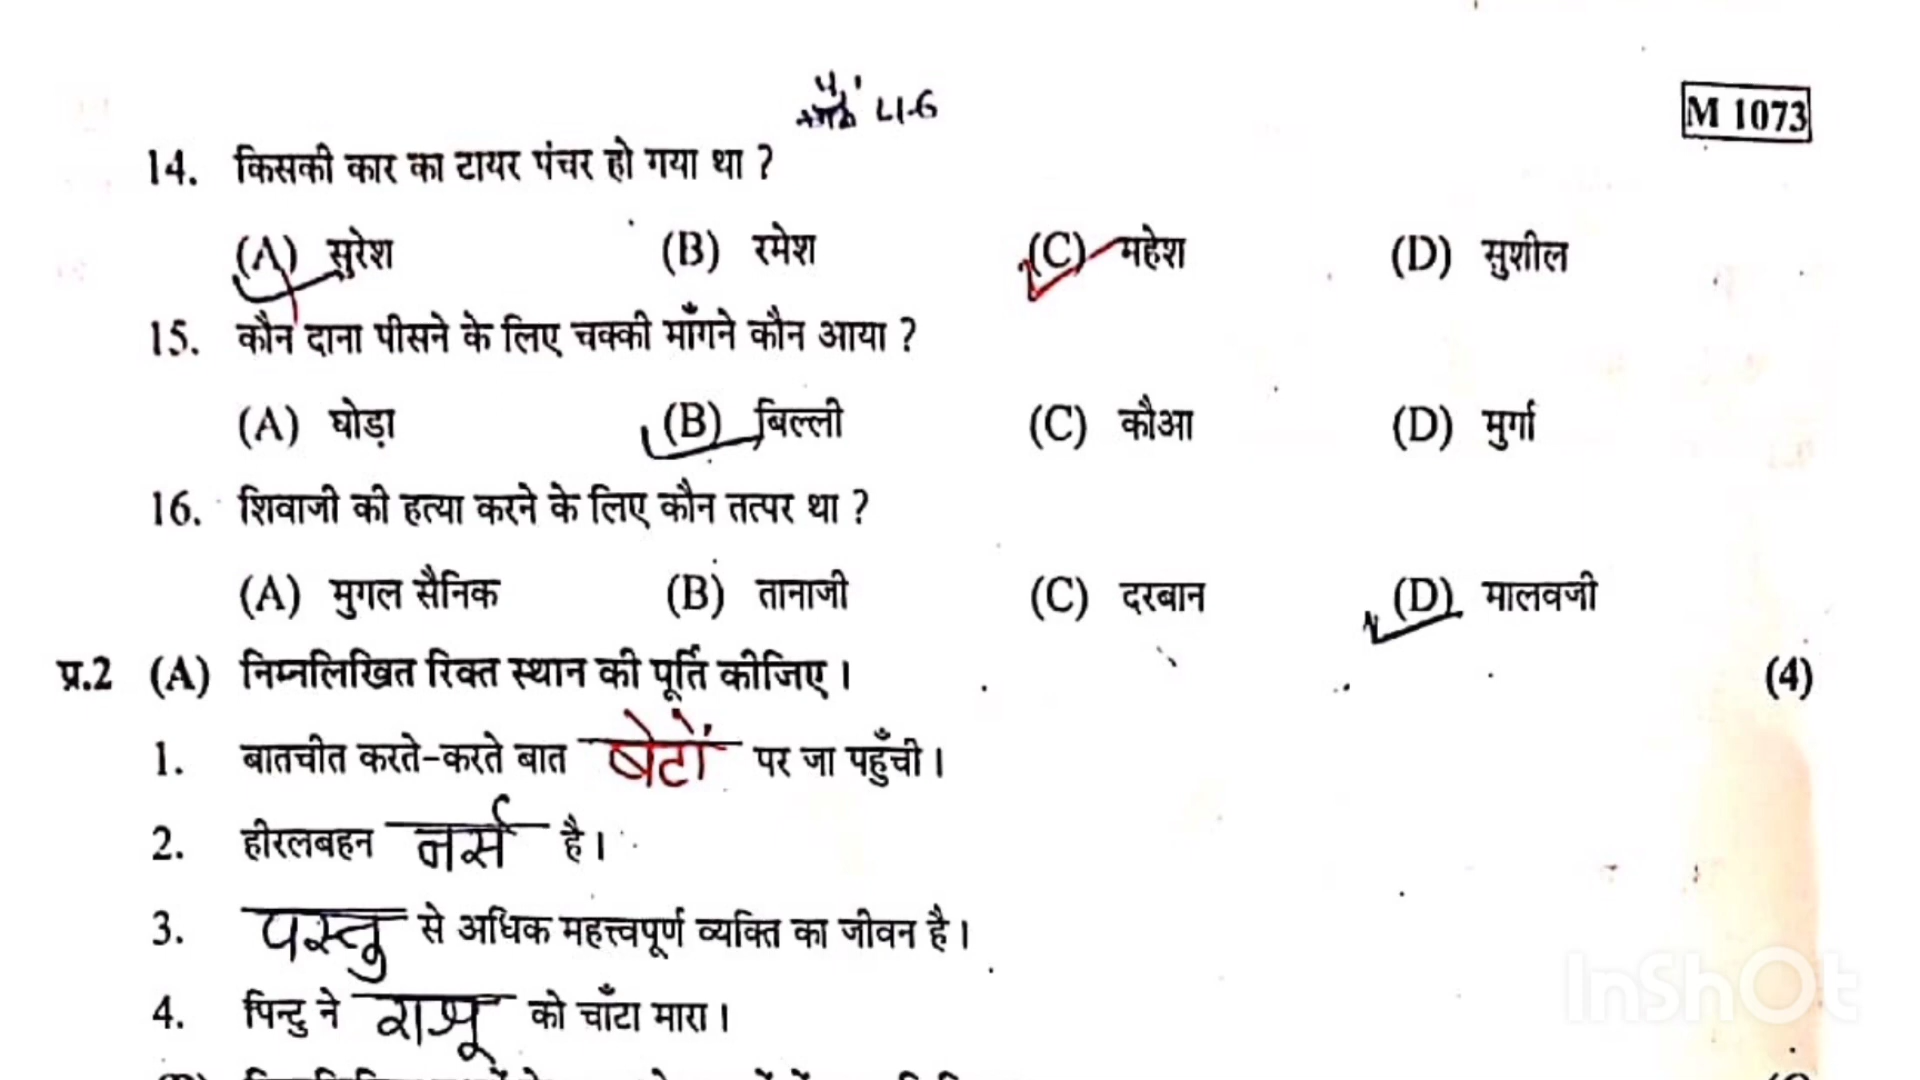 M 1073
14. किसकी कार का टायर पंचर हो गया था ?
(A) सुरेश (B) रमेश (C) महेश (D) सुशील
15. कौन दाना पीसने के लिए चक्की माँगने कौन आया ?
(A) घोड़ा (B) बिल्ली (C) कौआ (D) मुर्गा
16. शिवाजी की हत्या करने के लिए कौन तत्पर था ?
(A) मुगल सैनिक (B) तानाजी (C) दरबान (D) मालवजी
प्र.2 (A) निम्नलिखित रिक्त स्थान की पूर्ति कीजिए । (4)
1. बातचीत करते-करते बात बेटों पर जा पहुँची ।
2. हीरलबहन नर्स है ।
3. वस्तु से अधिक महत्त्वपूर्ण व्यक्ति का जीवन है ।
4. पिन्टु ने राजू को चाँटा मारा ।
InShOt